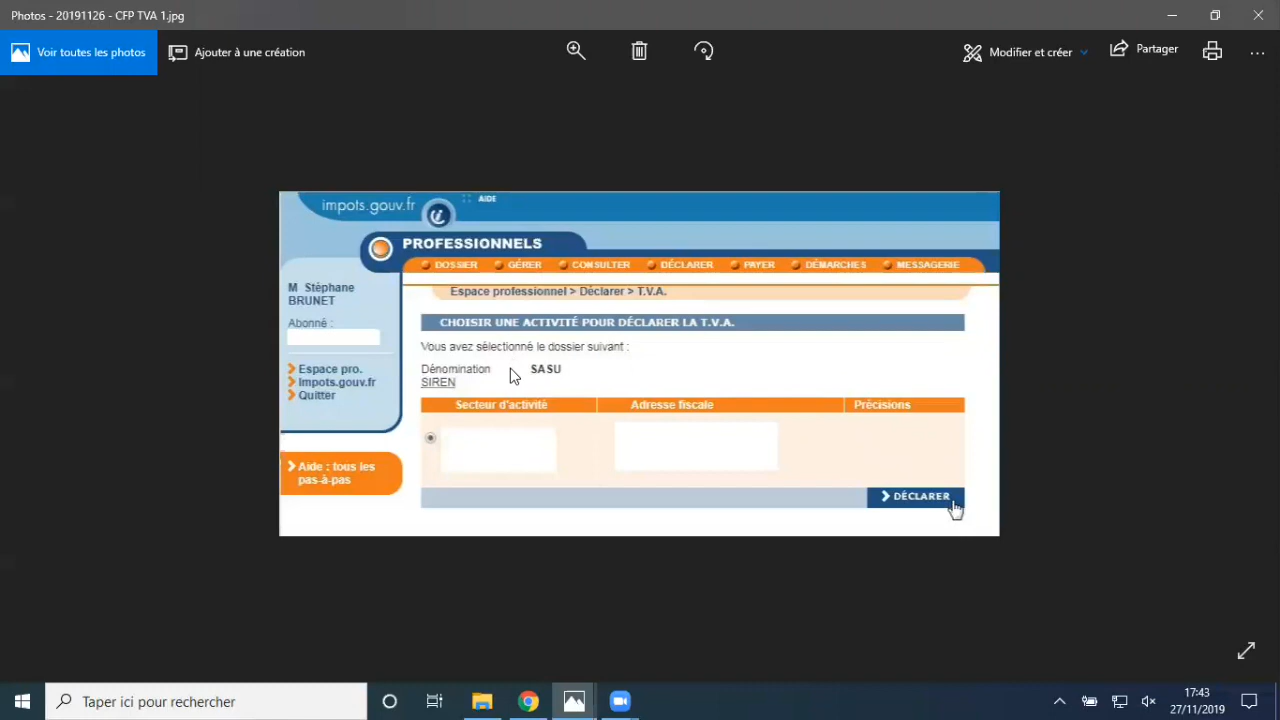 Photos - 20191126 - CFP TVA 1.jpg
Voir toutes les photos
Ajouter à une création
Modifier et créer
Partager
impots.gouv.fr
AIDE
PROFESSIONNELS
DOSSIER GÉRER CONSULTER DÉCLARER PAYER DÉMARCHES MESSAGERIE
M Stéphane
BRUNET
Abonné :
Espace pro.
Impots.gouv.fr
Quitter
Aide : tous les
pas-à-pas
Espace professionnel > Déclarer > T.V.A.
CHOISIR UNE ACTIVITÉ POUR DÉCLARER LA T.V.A.
Vous avez sélectionné le dossier suivant :
Dénomination SASU
SIREN
Secteur d'activité Adresse fiscale Précisions
DÉCLARER
Taper ici pour rechercher
17:43
27/11/2019